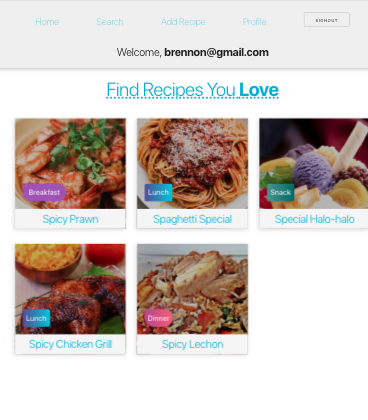 Home Search Add Recipe Profile SIGNOUT
Welcome, brennon@gmail.com
Find Recipes You Love
Breakfast
Lunch
Snack
Spicy Prawn
Spaghetti Special
Special Halo-halo
Lunch
Dinner
Spicy Chicken Grill
Spicy Lechon